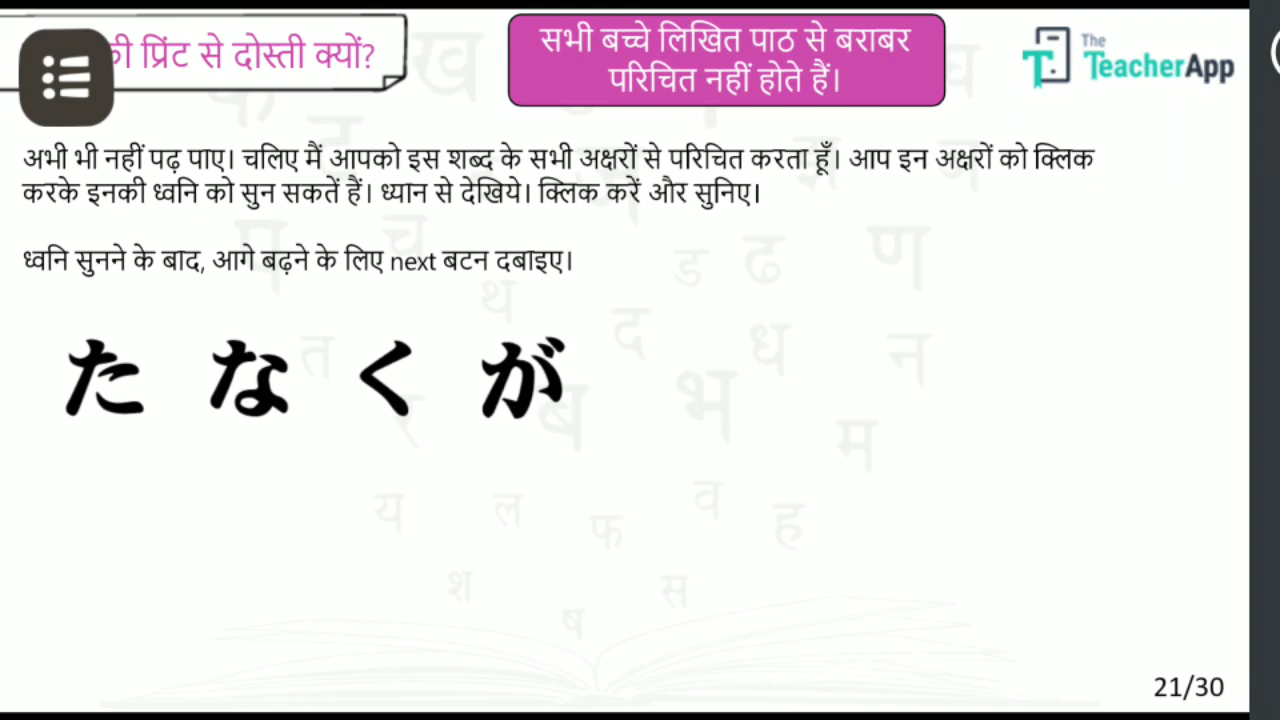 की प्रिंट से दोस्ती क्यों?
सभी बच्चे लिखित पाठ से बराबर
परिचित नहीं होते हैं।
The
TeacherApp
अभी भी नहीं पढ़ पाए। चलिए मैं आपको इस शब्द के सभी अक्षरों से परिचित करता हूँ। आप इन अक्षरों को क्लिक
करके इनकी ध्वनि को सुन सकतें हैं। ध्यान से देखिये। क्लिक करें और सुनिए।
ध्वनि सुनने के बाद, आगे बढ़ने के लिए next बटन दबाइए।
た な く が
21/30